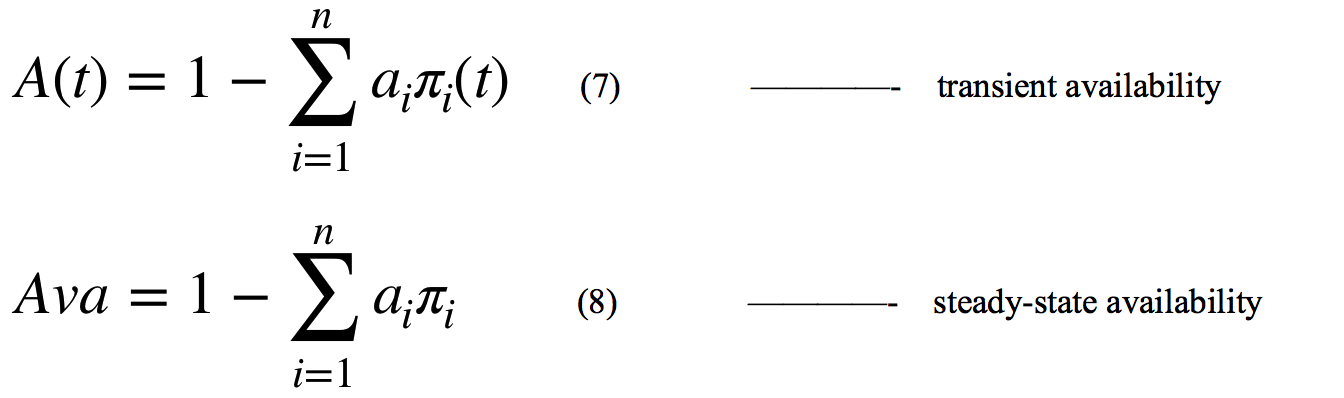 A(t) = 1 − ∑_{i=1}^{n} a_i π_i(t) (7) ————- transient availability
Ava = 1 − ∑_{i=1}^{n} a_i π_i (8) ————- steady-state availability